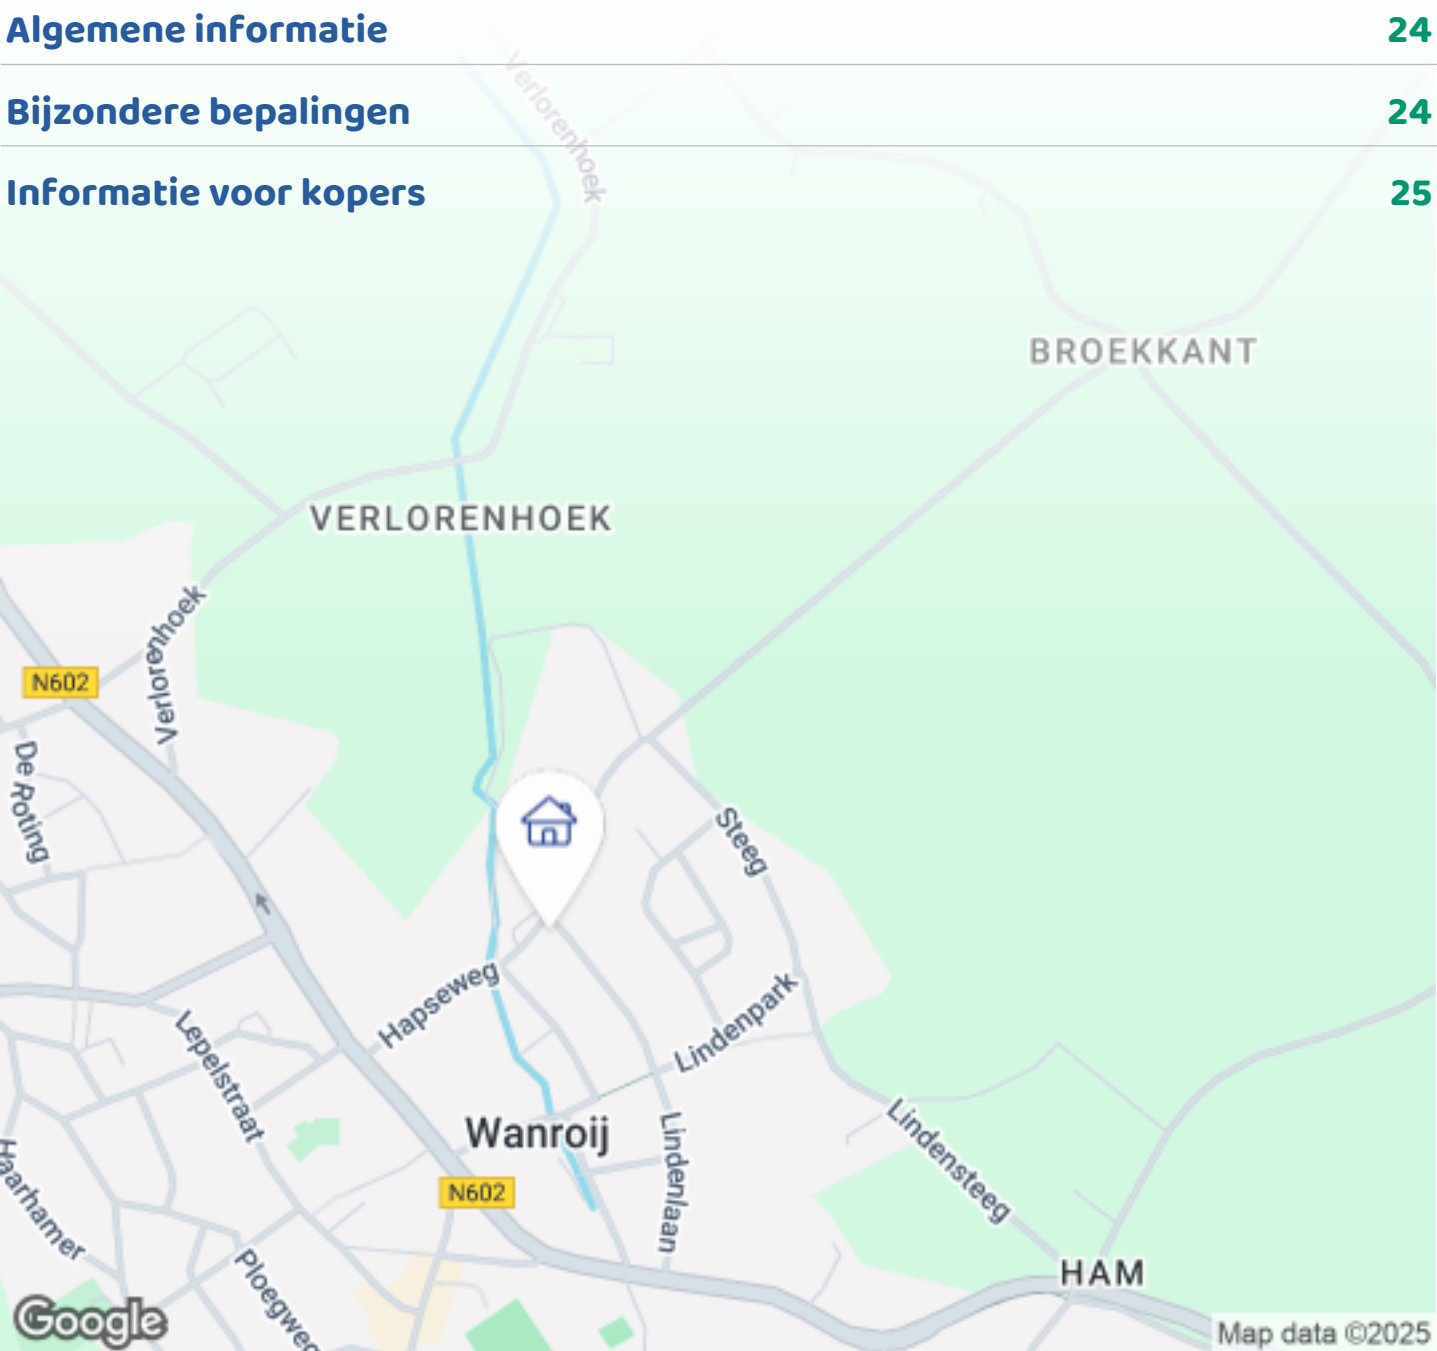 Algemene informatie 24
Bijzondere bepalingen 24
Informatie voor kopers 25
Verlorenhoek
BROEKKANT
VERLORENHOEK
Verlorenhoek
N602
De Roting
Steeg
Hapseweg
Lindenpark
Lepelstraat
Wanroij
Lindenlaan
Lindensteeg
N602
Haarhamer
Ploegweg
HAM
Google
Map data ©2025